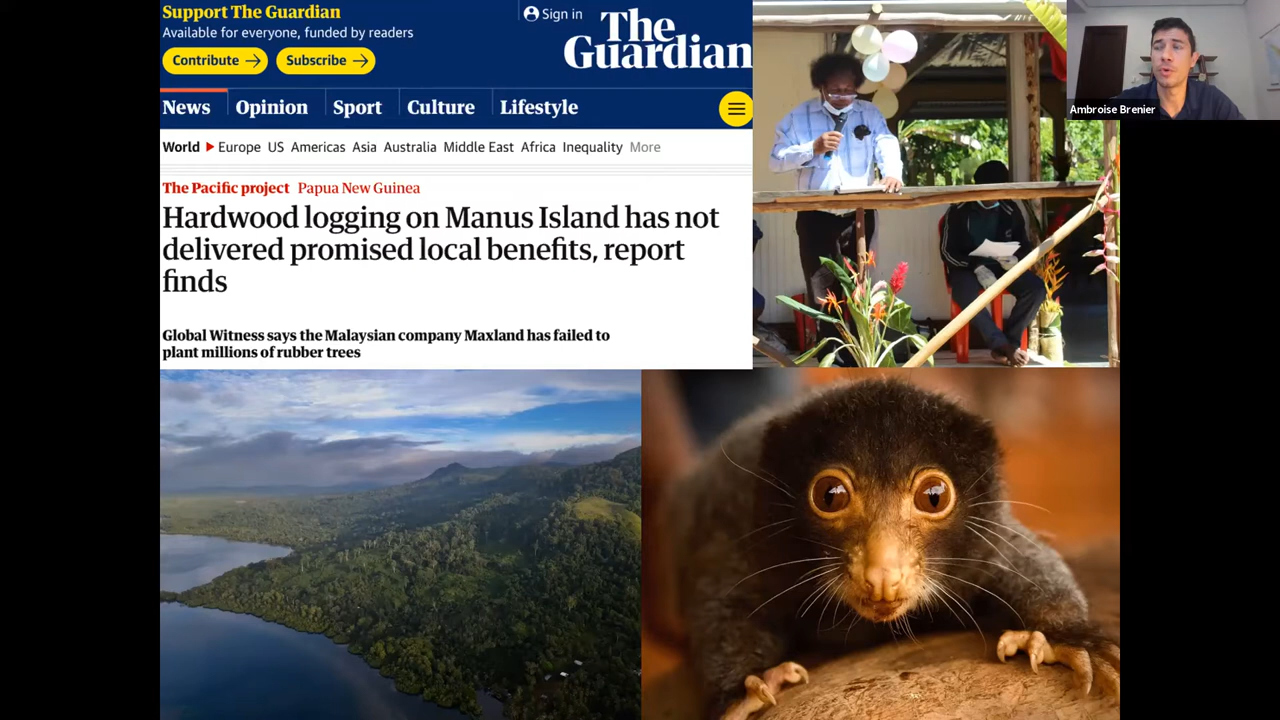 Support The Guardian
Available for everyone, funded by readers
Contribute →
Subscribe →
Sign in
The
Guardian
News
Opinion
Sport
Culture
Lifestyle
World
Europe
US
Americas
Asia
Australia
Middle East
Africa
Inequality
More
The Pacific project
Papua New Guinea
Hardwood logging on Manus Island has not
delivered promised local benefits, report
finds
Global Witness says the Malaysian company Maxland has failed to
plant millions of rubber trees
Ambroise Brenier